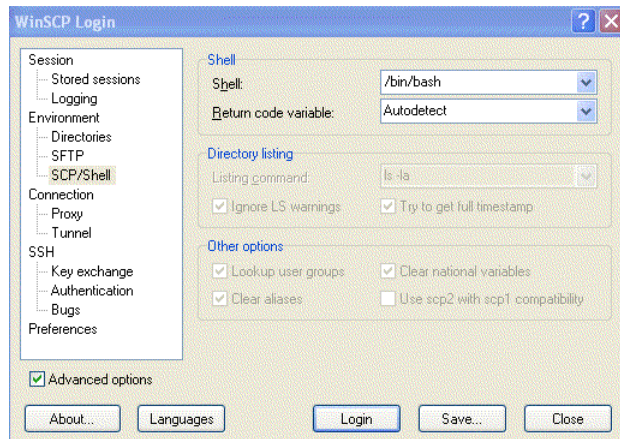 WinSCP Login
Session
Stored sessions
Logging
Environment
Directories
SFTP
SCP/Shell
Connection
Proxy
Tunnel
SSH
Key exchange
Authentication
Bugs
Preferences
Shell
Shell: /bin/bash
Return code variable: Autodetect
Directory listing
Listing command: ls -la
Ignore LS warnings Try to get full timestamp
Other options
Lookup user groups Clear national variables
Clear aliases Use scp2 with scp1 compatibility
Advanced options
About... Languages Login Save... Close